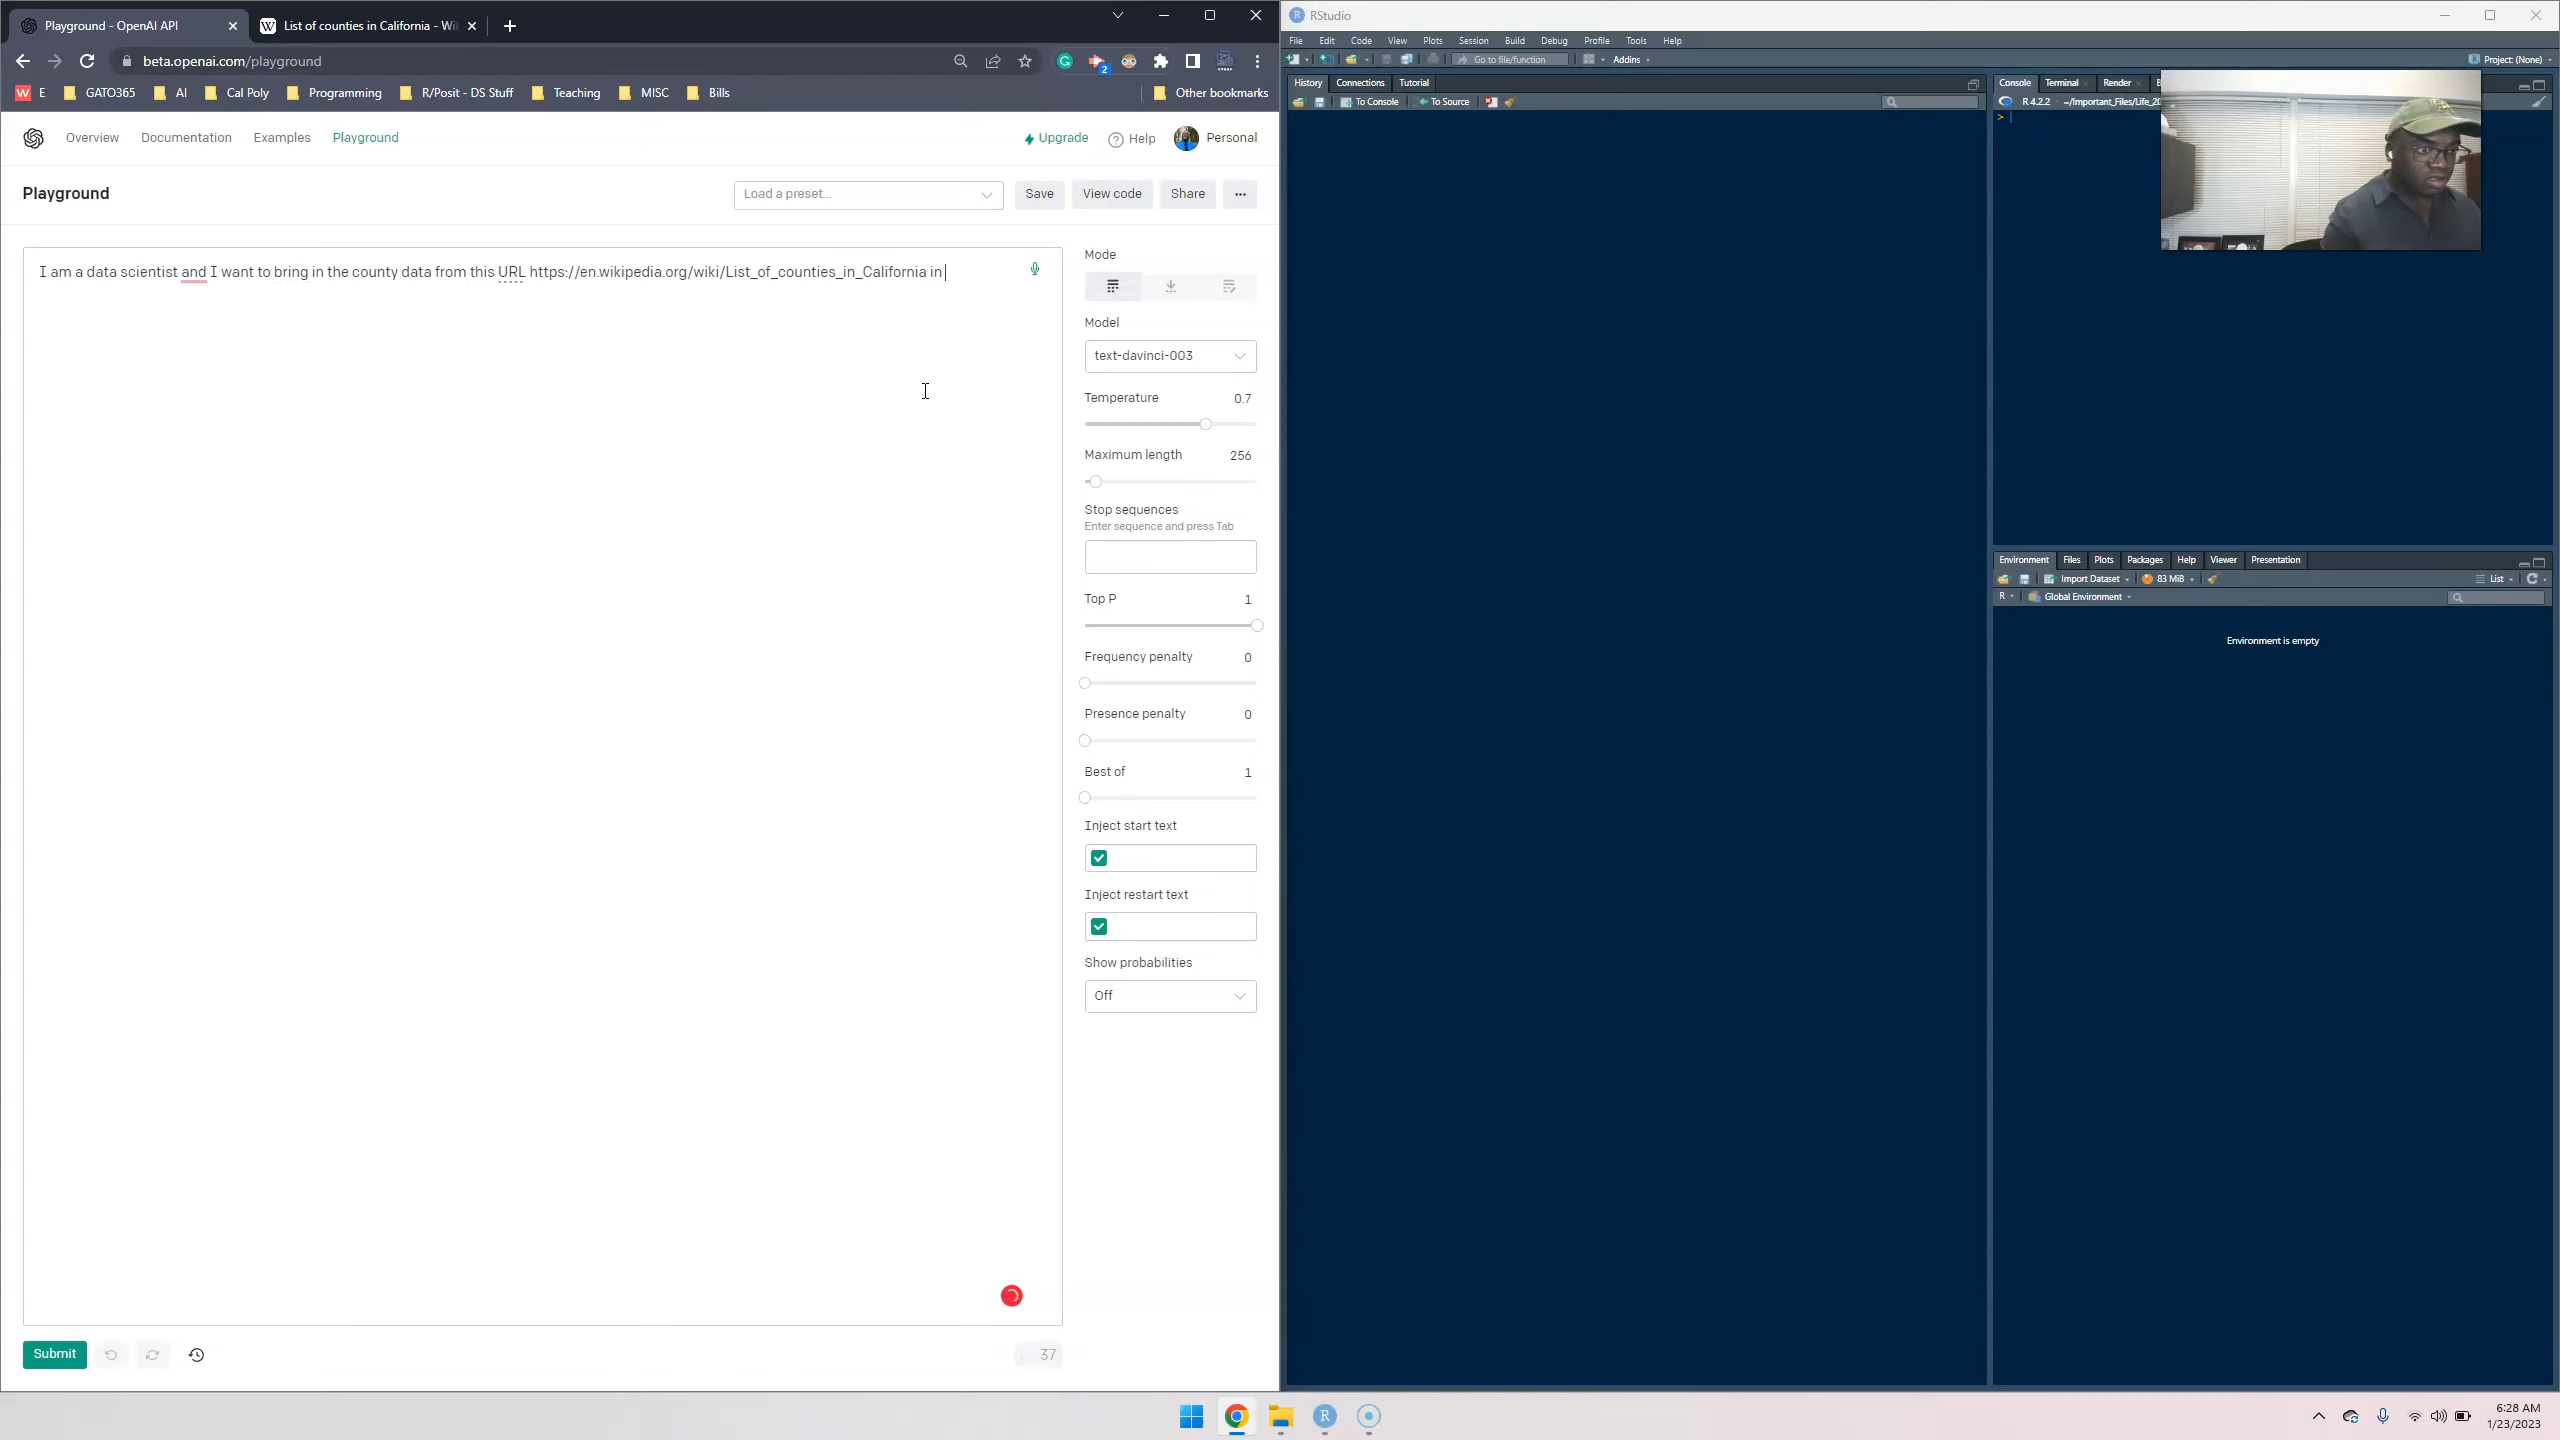 Playground - OpenAI API
List of counties in California - Wi
beta.openai.com/playground
2
E
GATO365
AI
Cal Poly
Programming
R/Posit - DS Stuff
Teaching
MISC
Bills
Other bookmarks
Overview
Documentation
Examples
Playground
Upgrade
Help
Personal
Playground
Load a preset...
Save
View code
Share
I am a data scientist and I want to bring in the county data from this URL https://en.wikipedia.org/wiki/List_of_counties_in_California in
Mode
Model
text-davinci-003
Temperature 0.7
Maximum length 256
Stop sequences
Enter sequence and press Tab
Top P 1
Frequency penalty 0
Presence penalty 0
Best of 1
Inject start text
Inject restart text
Show probabilities
Off
Submit
37
RStudio
File Edit Code View Plots Session Build Debug Profile Tools Help
Go to file/function
Addins
Project: (None)
History Connections Tutorial
To Console
To Source
Console Terminal Render
R 4.2.2 · ~/Important_Files/Life_20
>
Environment Files Plots Packages Help Viewer Presentation
Import Dataset
83 MiB
List
R
Global Environment
Environment is empty
6:28 AM
1/23/2023